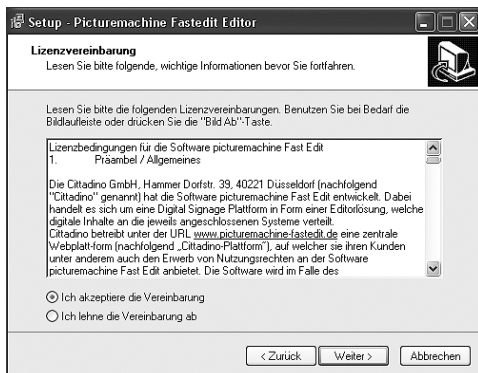 Setup - Picturemachine Fastedit Editor
Lizenzvereinbarung
Lesen Sie bitte folgende, wichtige Informationen bevor Sie fortfahren.
Lesen Sie bitte die folgenden Lizenzvereinbarungen. Benutzen Sie bei Bedarf die
Bildlaufleiste oder drücken Sie die "Bild Ab"-Taste.
Lizenzbedingungen für die Software picturemachine Fast Edit
1. Präambel / Allgemeines
Die Cittadino GmbH, Hammer Dorfstr. 39, 40221 Düsseldorf (nachfolgend
"Cittadino" genannt) hat die Software picturemachine Fast Edit entwickelt. Dabei
handelt es sich um eine Digital Signage Plattform in Form einer Editorlösung, welche
digitale Inhalte an die jeweils angeschlossenen Systeme verteilt.
Cittadino betreibt unter der URL www.picturemachine-fastedit.de eine zentrale
Webplatt-form (nachfolgend „Cittadino-Plattform"), auf welcher sie ihren Kunden
unter anderem auch den Erwerb von Nutzungsrechten an der Software
picturemachine Fast Edit anbietet. Die Software wird im Falle des
Ich akzeptiere die Vereinbarung
Ich lehne die Vereinbarung ab
< Zurück
Weiter >
Abbrechen